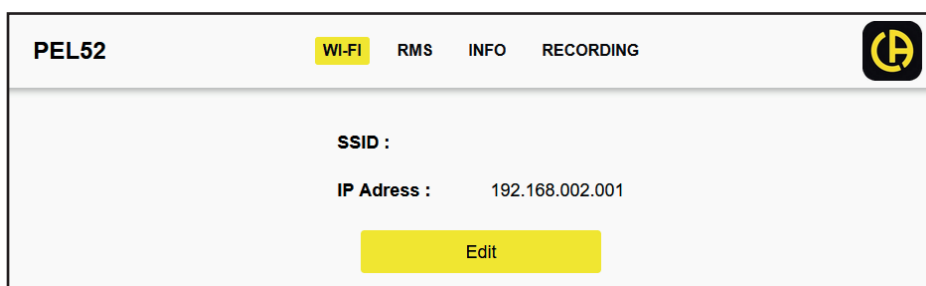 PEL52 WI-FI RMS INFO RECORDING
SSID :
IP Adress : 192.168.002.001
Edit